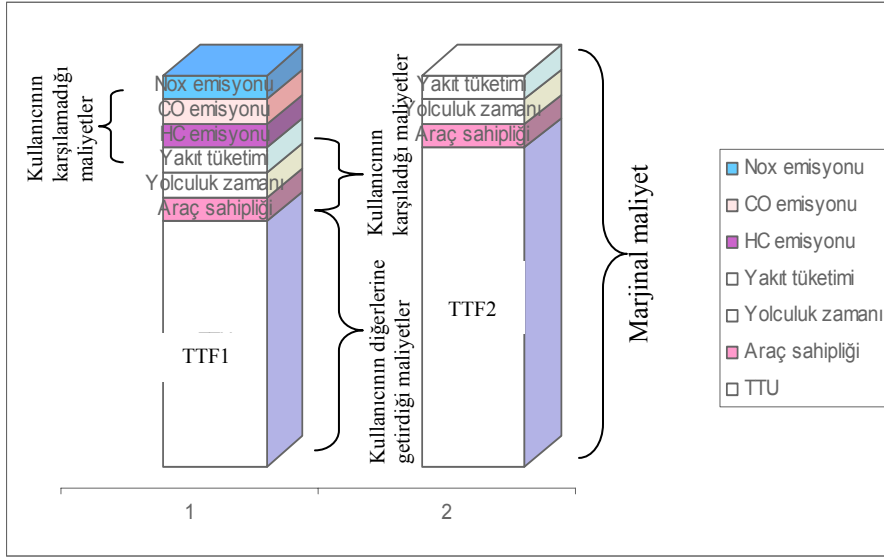 Kullanıcının
karşılamadığı
maliyetler
Nox emisyonu
CO emisyonu
HC emisyonu
Yakıt tüketimi
Yolculuk zamanı
Araç sahipliği
TTF1
Kullanıcının
karşıladığı maliyetler
Kullanıcının diğerlerine
getirdiği maliyetler
Yakıt tüketimi
Yolculuk zamanı
Araç sahipliği
TTF2
Marjinal maliyet
Nox emisyonu
CO emisyonu
HC emisyonu
Yakıt tüketimi
Yolculuk zamanı
Araç sahipliği
TTU
1
2